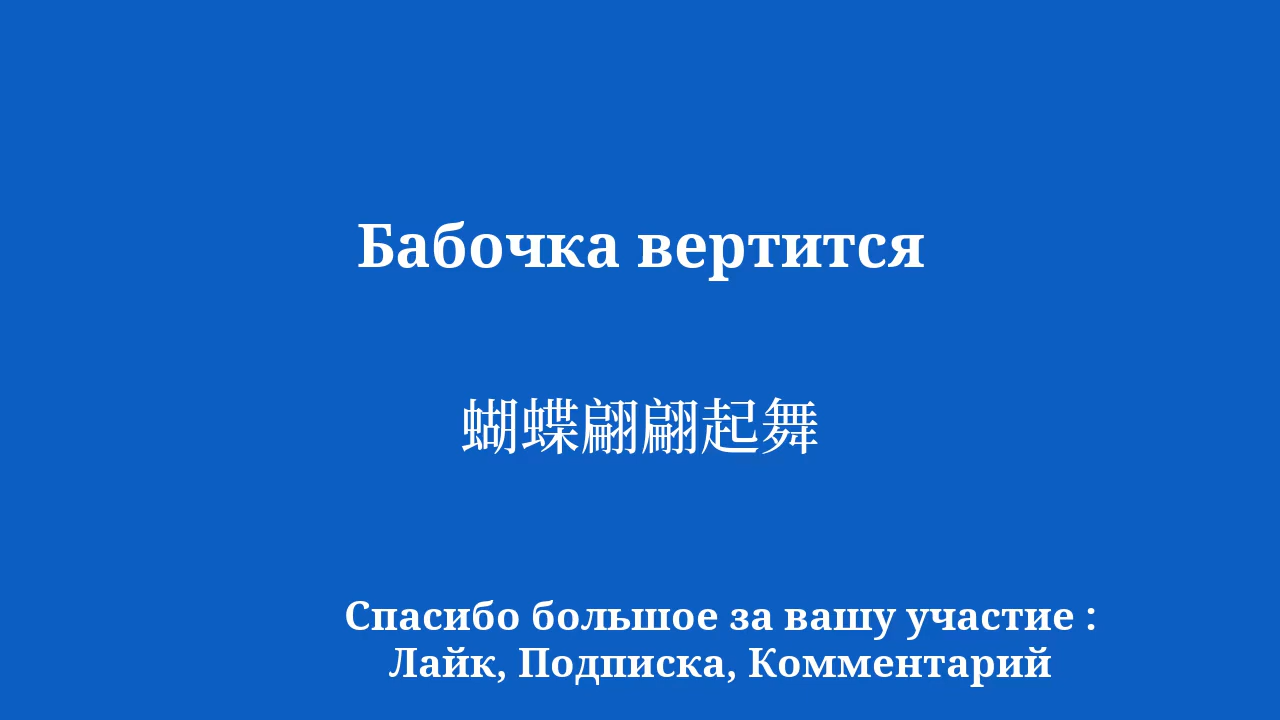 Бабочка вертится
蝴蝶翩翩起舞
Спасибо большое за вашу участие :
Лайк, Подписка, Комментарий